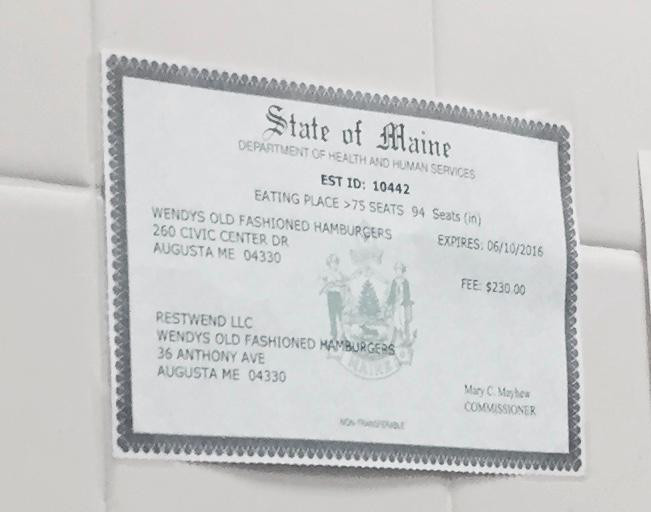 State of Maine
DEPARTMENT OF HEALTH AND HUMAN SERVICES
EST ID: 10442
EATING PLACE >75 SEATS 94 Seats (in)
WENDYS OLD FASHIONED HAMBURGERS
260 CIVIC CENTER DR
AUGUSTA ME 04330
EXPIRES: 06/10/2016
FEE: $230.00
RESTWEND LLC
WENDYS OLD FASHIONED HAMBURGERS
36 ANTHONY AVE
AUGUSTA ME 04330
MAINE
Mary C. Mayhew
COMMISSIONER
NON-TRANSFERABLE